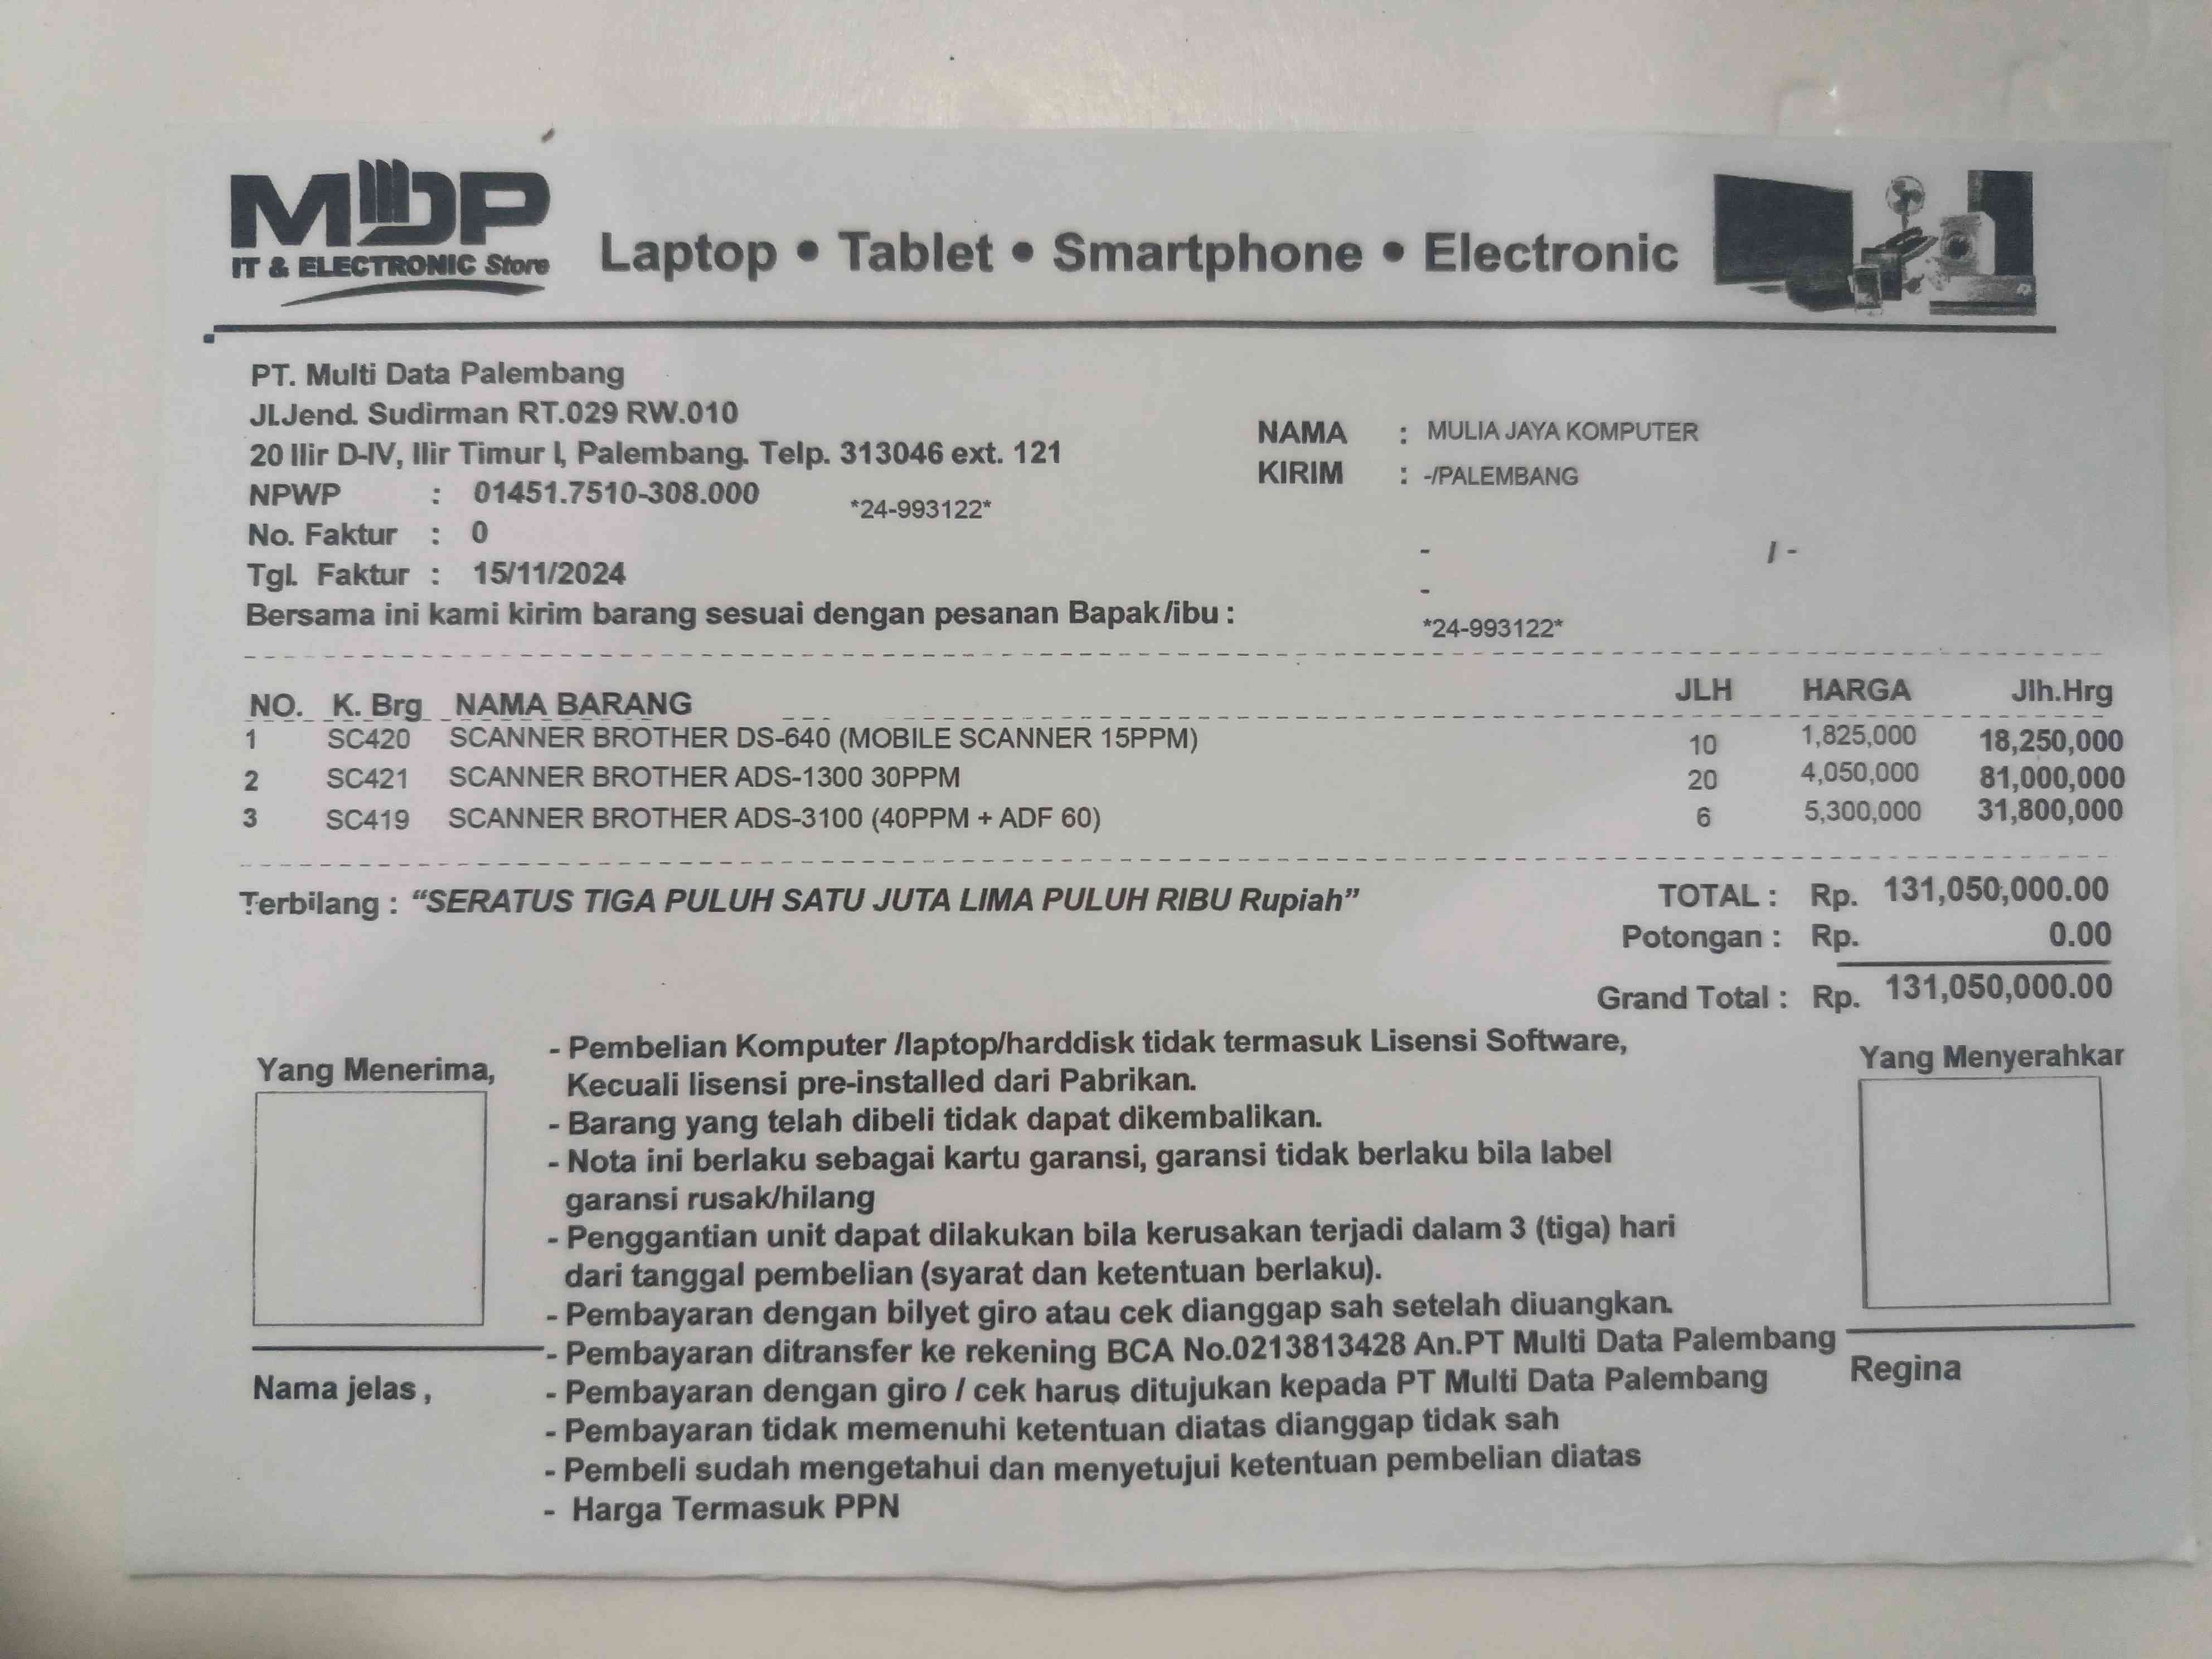 MDP
IT & ELECTRONIC Store
Laptop • Tablet • Smartphone • Electronic
PT. Multi Data Palembang
Jl.Jend. Sudirman RT.029 RW.010
20 Ilir D-IV, Ilir Timur I, Palembang. Telp. 313046 ext. 121
NPWP : 01451.7510-308.000 *24-993122*
No. Faktur : 0
Tgl. Faktur : 15/11/2024
Bersama ini kami kirim barang sesuai dengan pesanan Bapak/ibu :
NAMA : MULIA JAYA KOMPUTER
KIRIM : -/PALEMBANG
- / -
-
*24-993122*
NO. K. Brg NAMA BARANG JLH HARGA Jlh.Hrg
1 SC420 SCANNER BROTHER DS-640 (MOBILE SCANNER 15PPM) 10 1,825,000 18,250,000
2 SC421 SCANNER BROTHER ADS-1300 30PPM 20 4,050,000 81,000,000
3 SC419 SCANNER BROTHER ADS-3100 (40PPM + ADF 60) 6 5,300,000 31,800,000
Terbilang : “SERATUS TIGA PULUH SATU JUTA LIMA PULUH RIBU Rupiah”
TOTAL : Rp. 131,050,000.00
Potongan : Rp. 0.00
Grand Total : Rp. 131,050,000.00
Yang Menerima,
Nama jelas ,
- Pembelian Komputer /laptop/harddisk tidak termasuk Lisensi Software,
Kecuali lisensi pre-installed dari Pabrikan.
- Barang yang telah dibeli tidak dapat dikembalikan.
- Nota ini berlaku sebagai kartu garansi, garansi tidak berlaku bila label
garansi rusak/hilang
- Penggantian unit dapat dilakukan bila kerusakan terjadi dalam 3 (tiga) hari
dari tanggal pembelian (syarat dan ketentuan berlaku).
- Pembayaran dengan bilyet giro atau cek dianggap sah setelah diuangkan.
- Pembayaran ditransfer ke rekening BCA No.0213813428 An.PT Multi Data Palembang
- Pembayaran dengan giro / cek harus ditujukan kepada PT Multi Data Palembang
- Pembayaran tidak memenuhi ketentuan diatas dianggap tidak sah
- Pembeli sudah mengetahui dan menyetujui ketentuan pembelian diatas
- Harga Termasuk PPN
Yang Menyerahkar
Regina